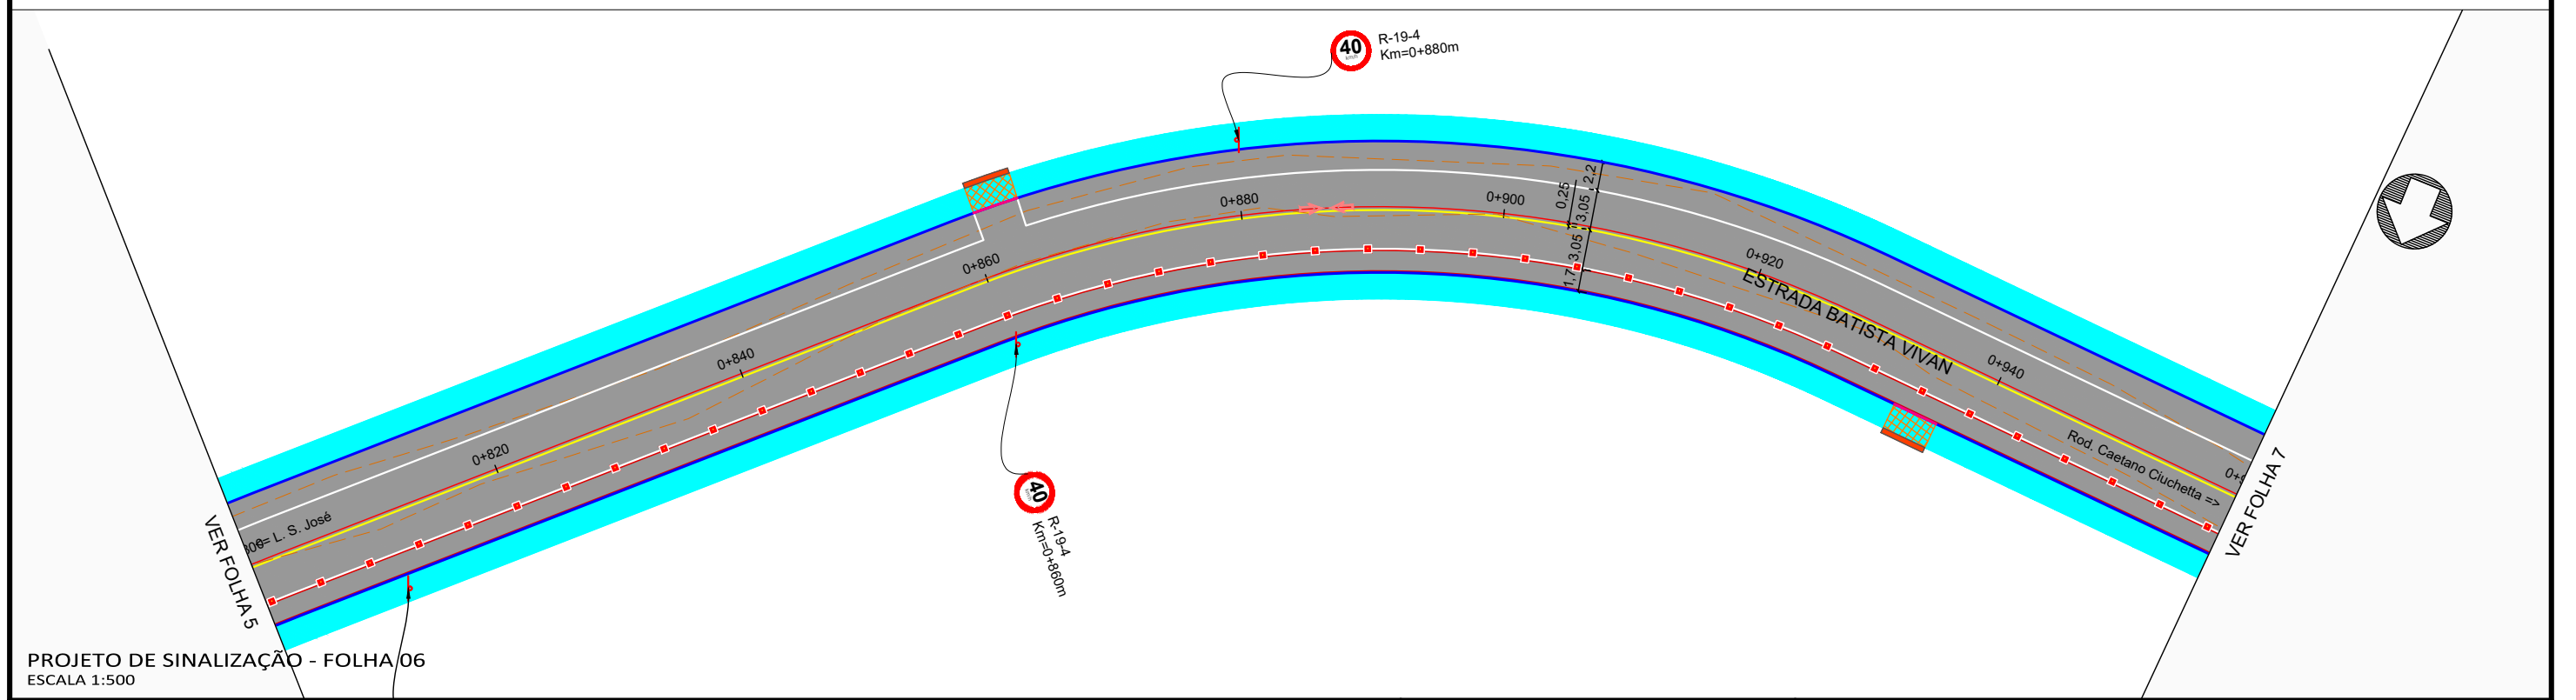 40
R-19-4
Km=0+880m
0+880
0+900
0,25
2,2
3,05
3,05
1,7
0+860
0+920
ESTRADA BATISTA VIVAN
0+840
0+940
0+820
Rod. Caetano Ciuchetta =>
<= L. S. José
40
R-19-4
Km=0+860m
VER FOLHA 5
VER FOLHA 7
PROJETO DE SINALIZAÇÃO - FOLHA 06
ESCALA 1:500